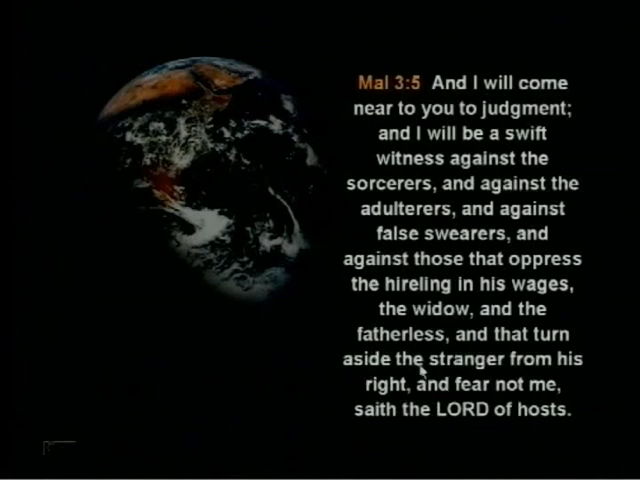 Mal 3:5 And I will come
near to you to judgment;
and I will be a swift
witness against the
sorcerers, and against the
adulterers, and against
false swearers, and
against those that oppress
the hireling in his wages,
the widow, and the
fatherless, and that turn
aside the stranger from his
right, and fear not me,
saith the LORD of hosts.